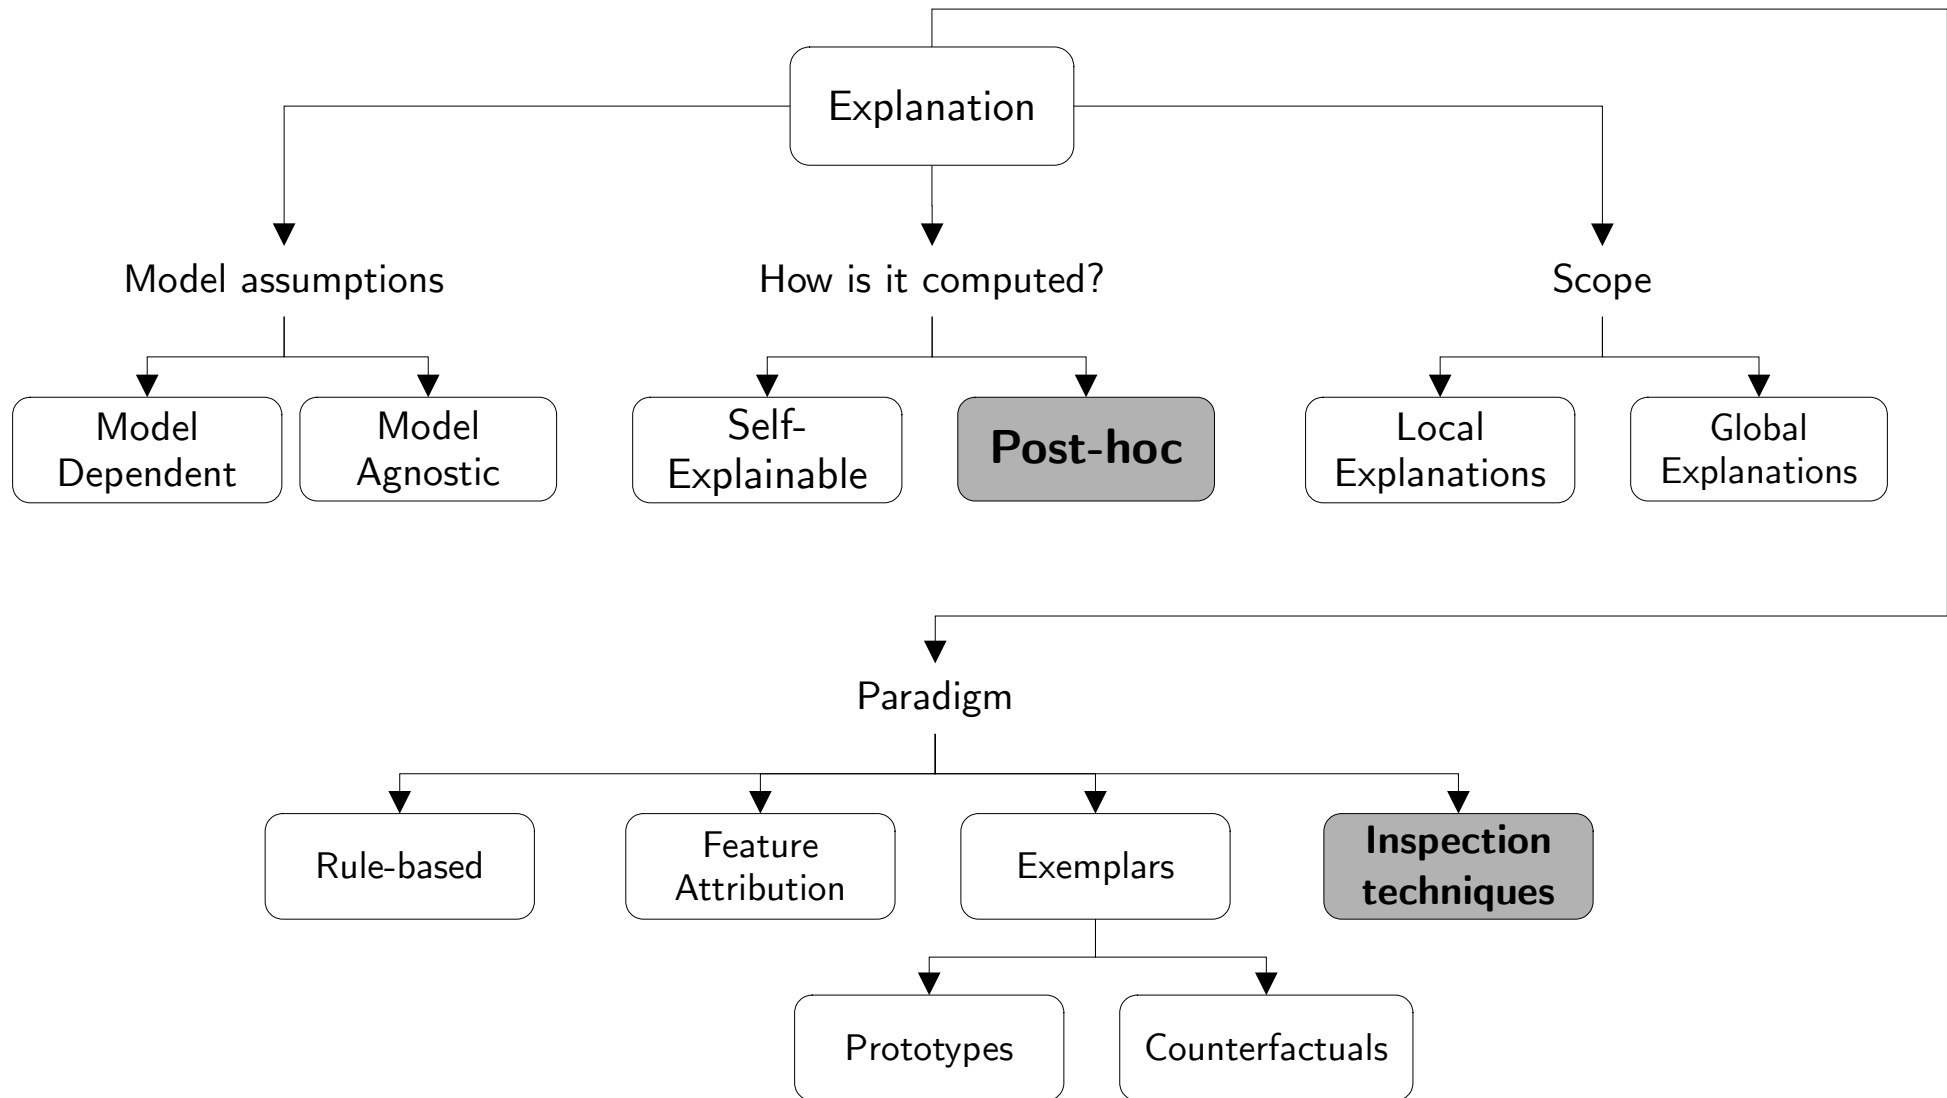 Explanation
Model assumptions
How is it computed?
Scope
Model
Dependent
Model
Agnostic
Self-
Explainable
Post-hoc
Local
Explanations
Global
Explanations
Paradigm
Rule-based
Feature
Attribution
Exemplars
Inspection
techniques
Prototypes
Counterfactuals